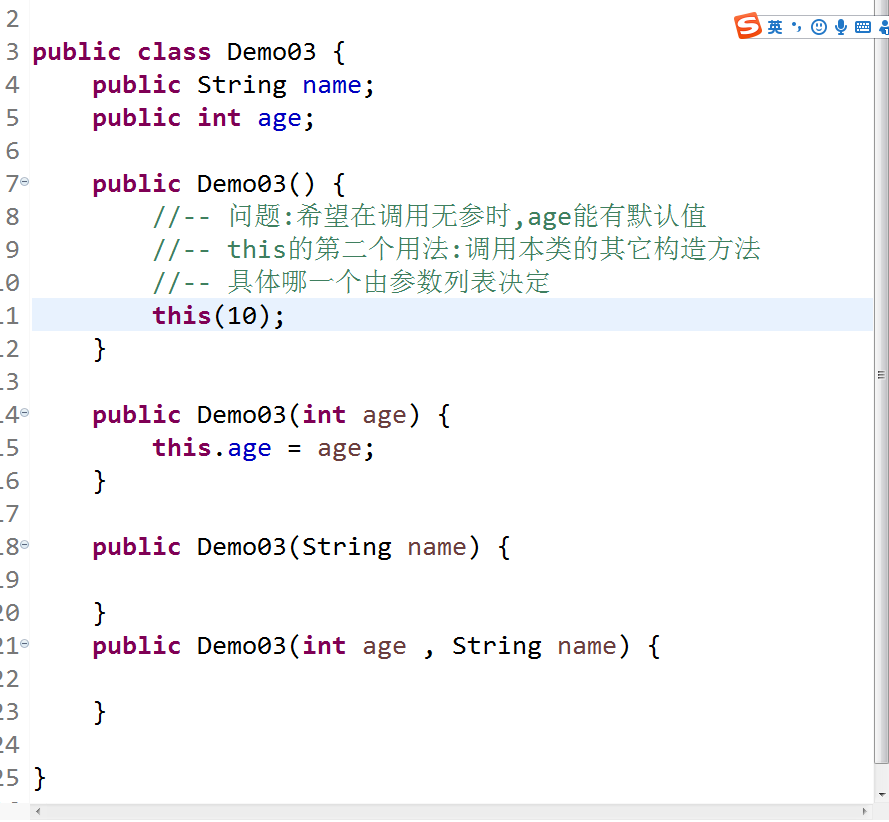 2
3 public class Demo03 {
4 public String name;
5 public int age;
6
7 public Demo03() {
8 //-- 问题:希望在调用无参时,age能有默认值
9 //-- this的第二个用法:调用本类的其它构造方法
10 //-- 具体哪一个由参数列表决定
11 this(10);
12 }
13
14 public Demo03(int age) {
15 this.age = age;
16 }
17
18 public Demo03(String name) {
19
20 }
21 public Demo03(int age , String name) {
22
23 }
24
25 }
S 英